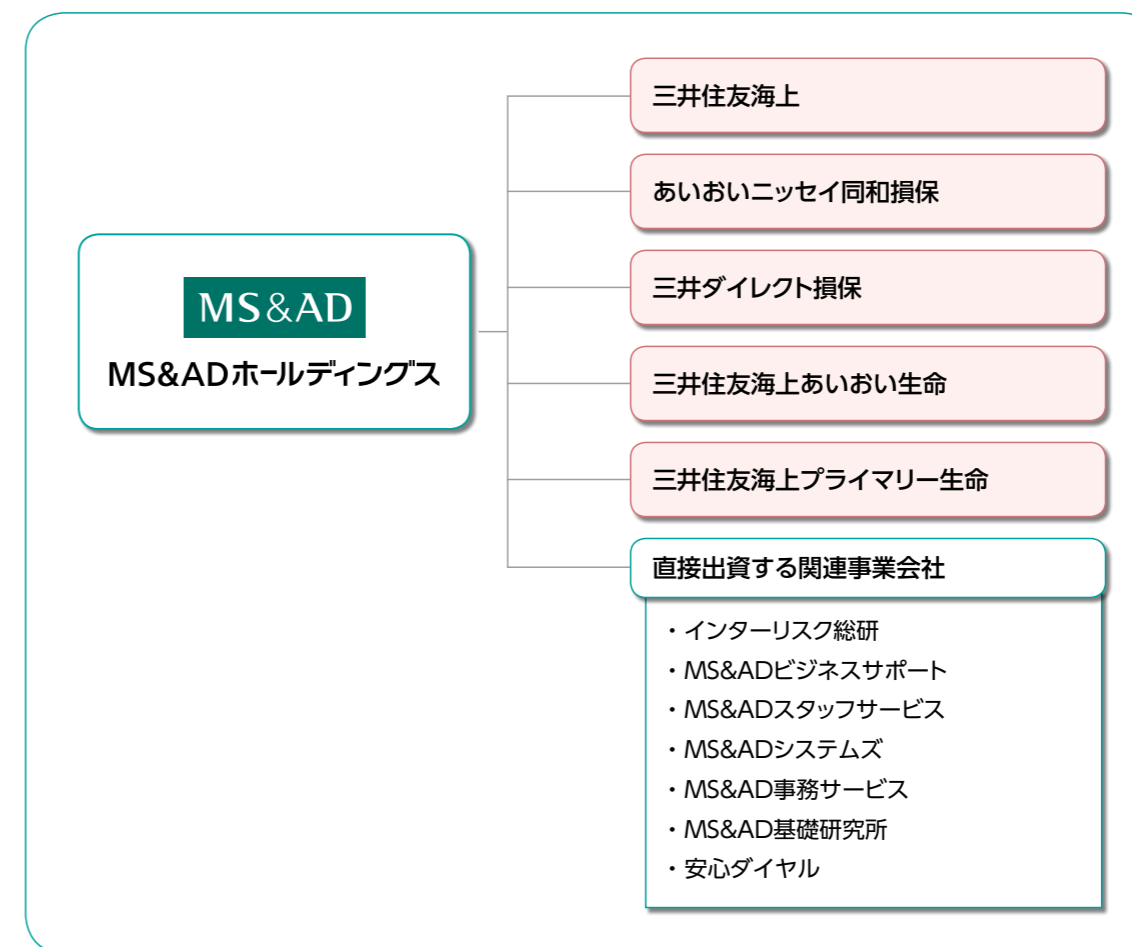 MS&AD
MS&ADホールディングス
三井住友海上
あいおいニッセイ同和損保
三井ダイレクト損保
三井住友海上あいおい生命
三井住友海上プライマリー生命
直接出資する関連事業会社
・インターリスク総研
・MS&ADビジネスサポート
・MS&ADスタッフサービス
・MS&ADシステムズ
・MS&AD事務サービス
・MS&AD基礎研究所
・安心ダイヤル